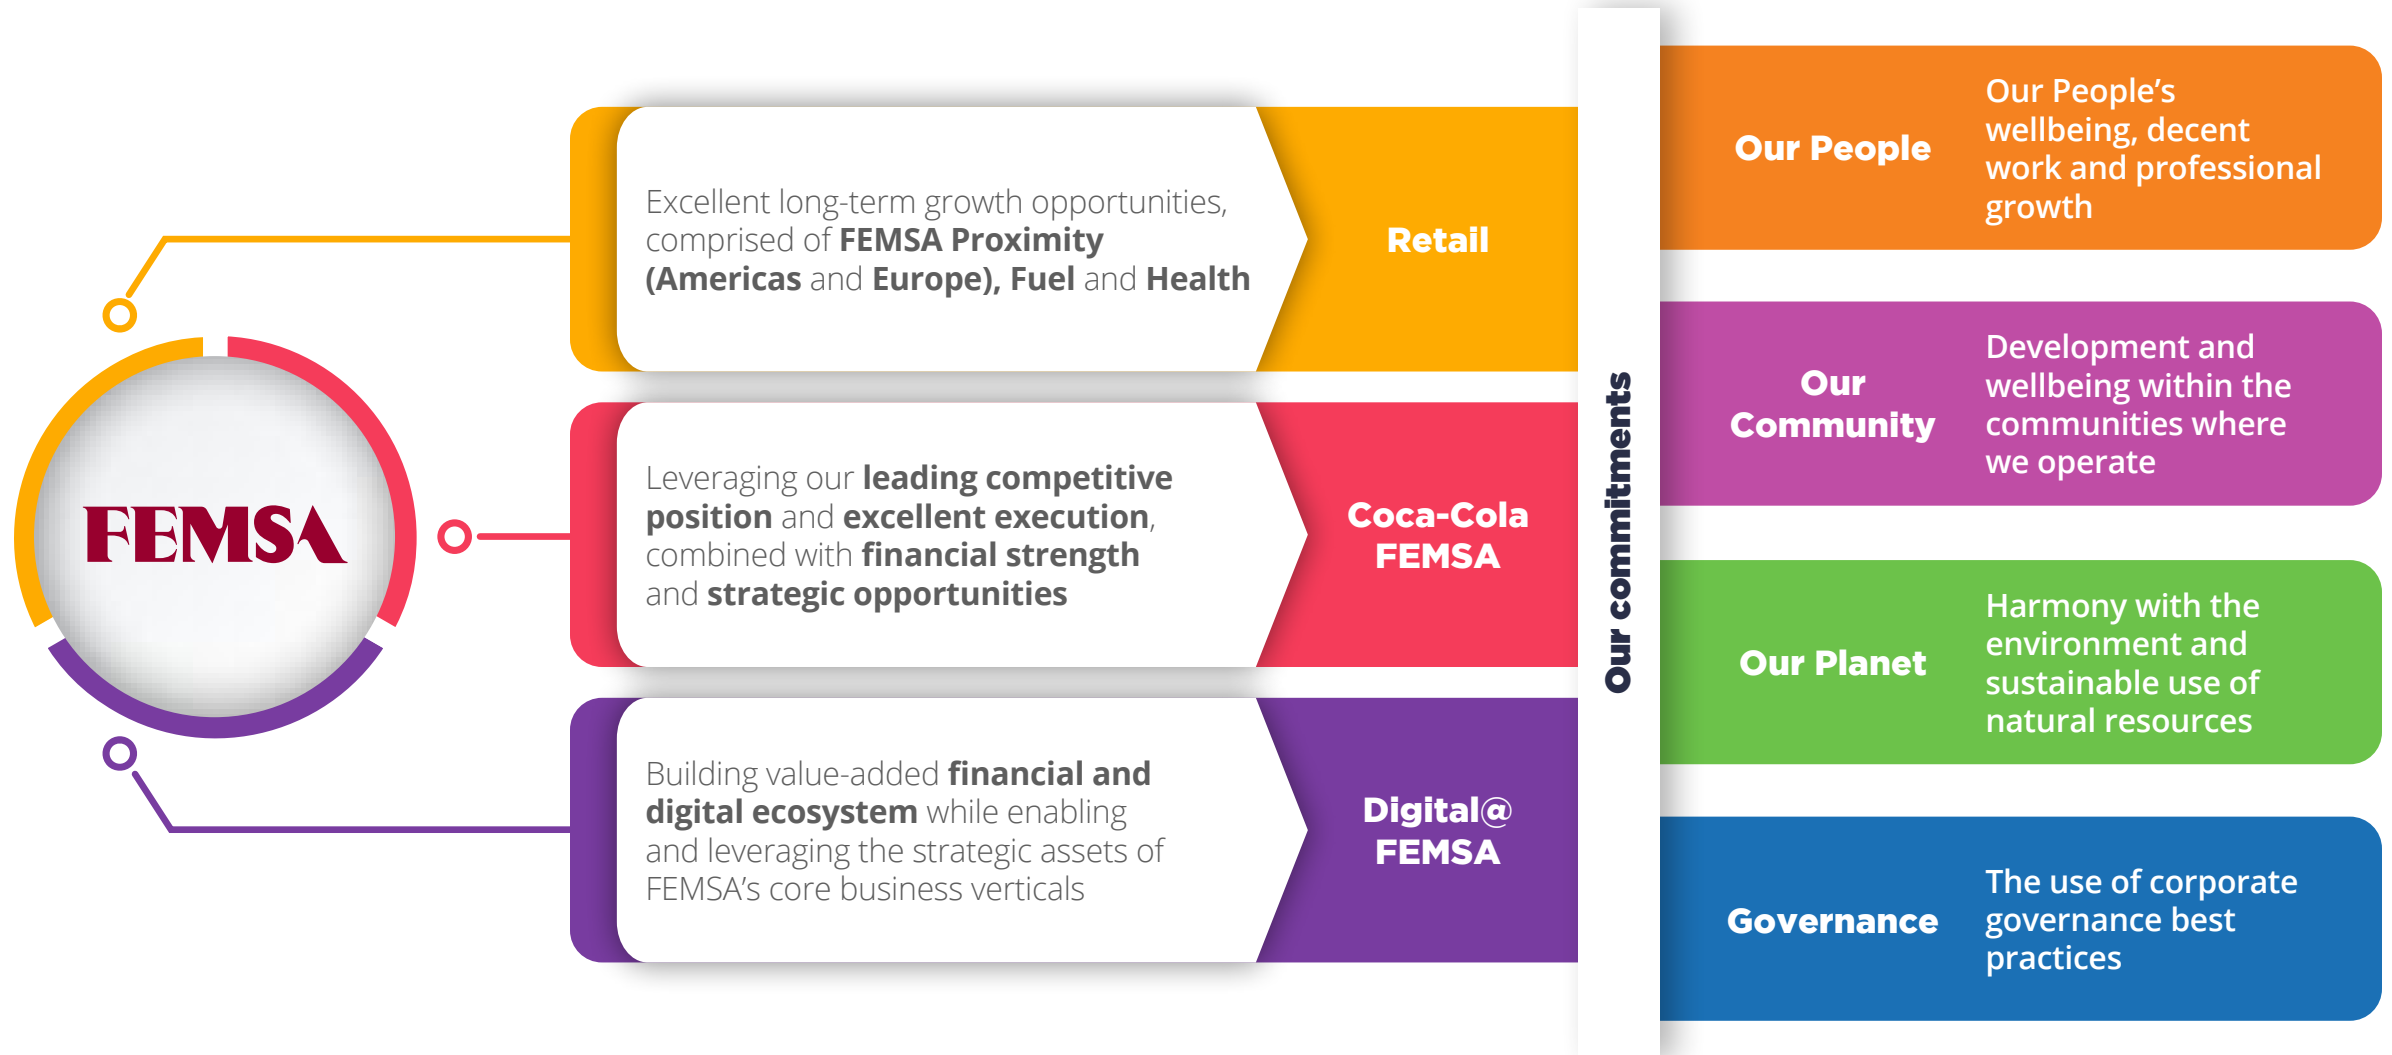 FEMSA
Excellent long-term growth opportunities,
comprised of FEMSA Proximity
(Americas and Europe), Fuel and Health
Retail
Leveraging our leading competitive
position and excellent execution,
combined with financial strength
and strategic opportunities
Coca-Cola
FEMSA
Building value-added financial and
digital ecosystem while enabling
and leveraging the strategic assets of
FEMSA’s core business verticals
Digital@
FEMSA
Our commitments
Our People
Our People’s
wellbeing, decent
work and professional
growth
Our
Community
Development and
wellbeing within the
communities where
we operate
Our Planet
Harmony with the
environment and
sustainable use of
natural resources
Governance
The use of corporate
governance best
practices